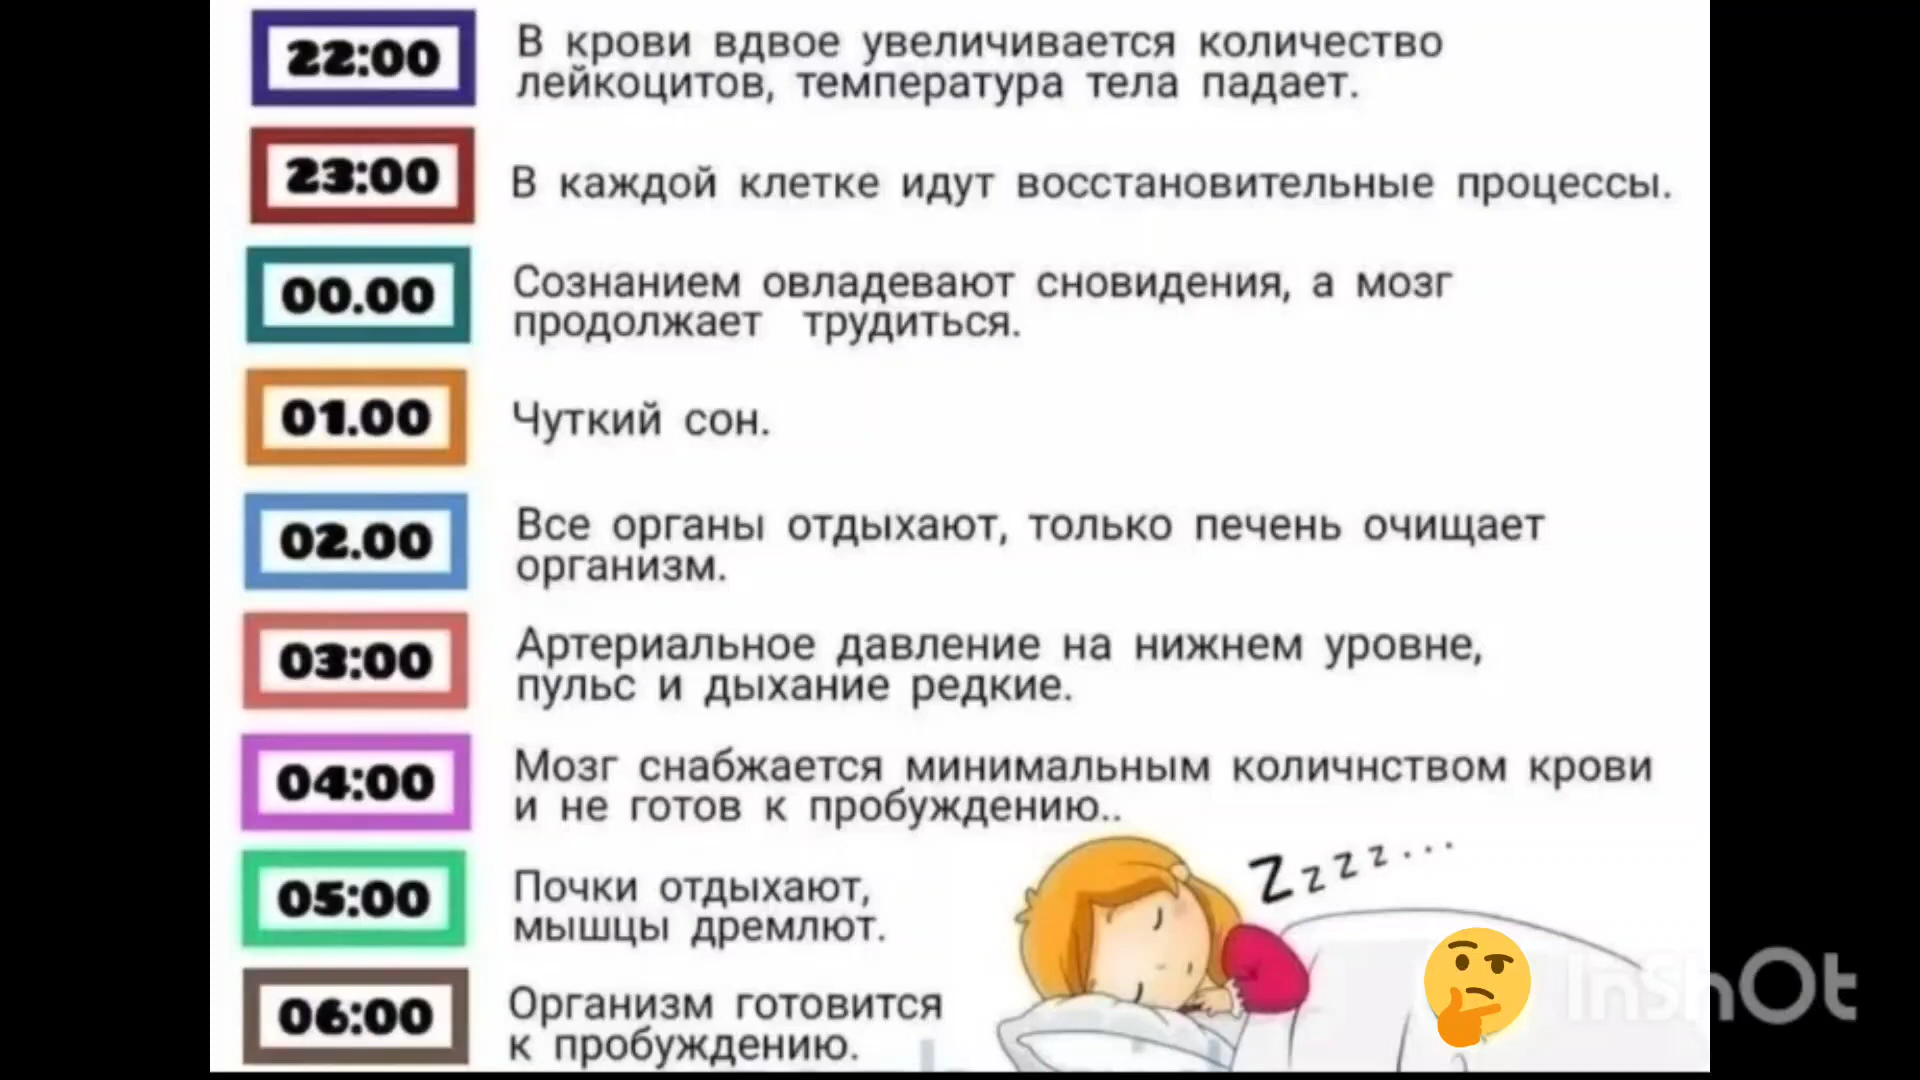 22:00
В крови вдвое увеличивается количество
лейкоцитов, температура тела падает.
23:00
В каждой клетке идут восстановительные процессы.
00.00
Сознанием овладевают сновидения, а мозг
продолжает трудиться.
01.00
Чуткий сон.
02.00
Все органы отдыхают, только печень очищает
организм.
03:00
Артериальное давление на нижнем уровне,
пульс и дыхание редкие.
04:00
Мозг снабжается минимальным количнством крови
и не готов к пробуждению..
05:00
Почки отдыхают,
мышцы дремлют.
Zzzz...
06:00
Организм готовится
к пробуждению.
InShOt